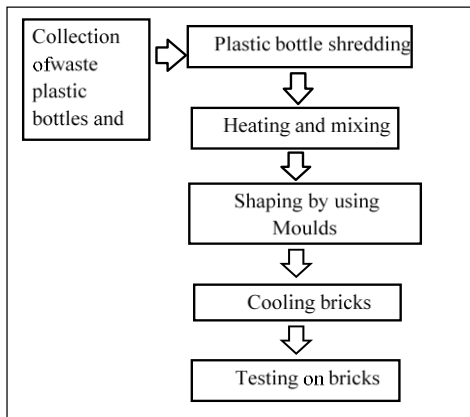 Collection
ofwaste
plastic
bottles and
Plastic bottle shredding
Heating and mixing
Shaping by using
Moulds
Cooling bricks
Testing on bricks